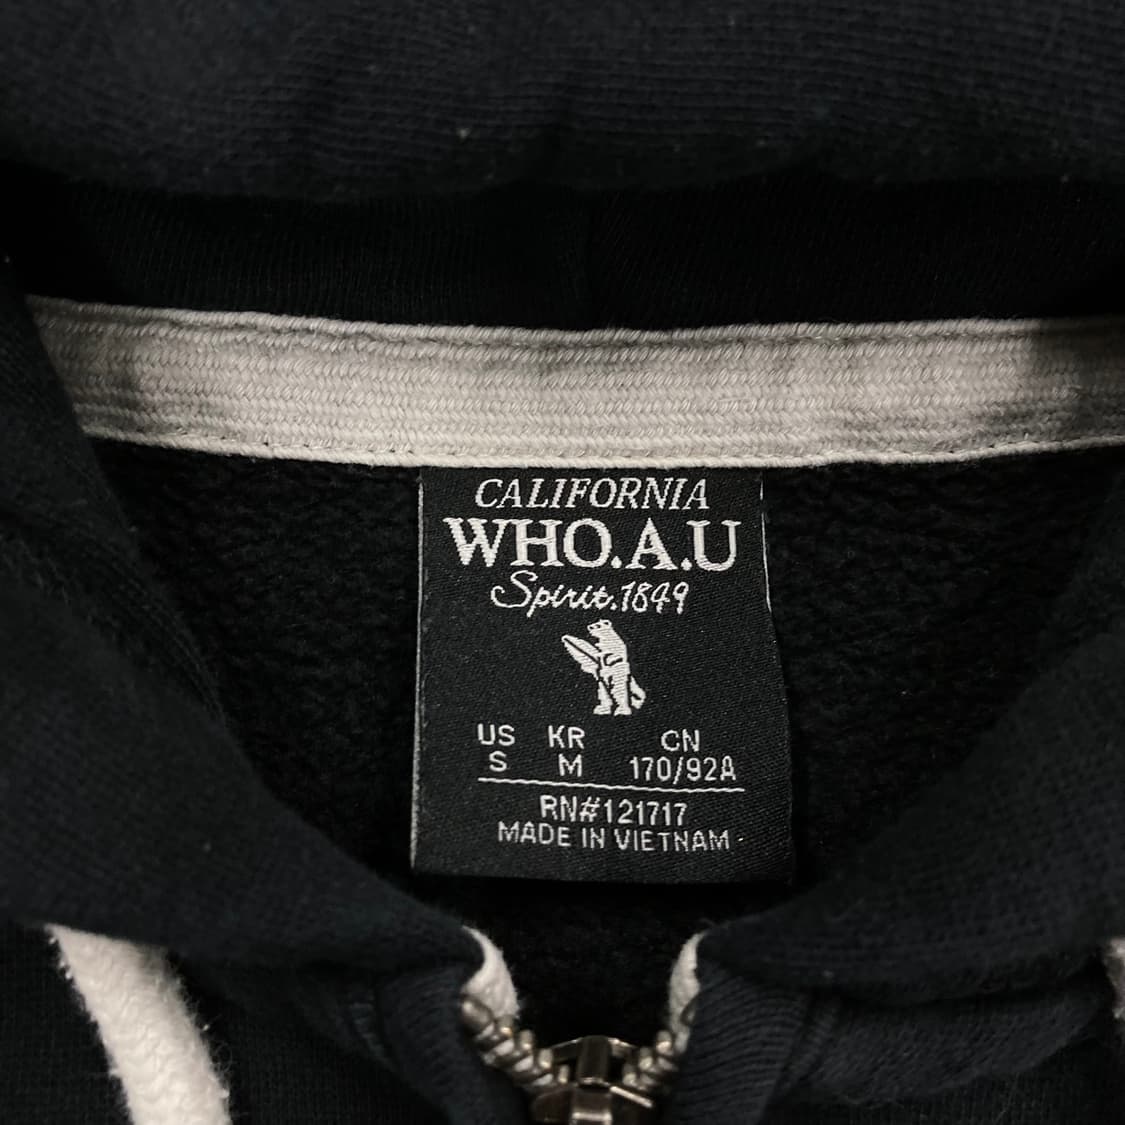 CALIFORNIA
WHO.A.U
Spirit.1849
US KR CN
S M 170/92A
RN#121717
MADE IN VIETNAM